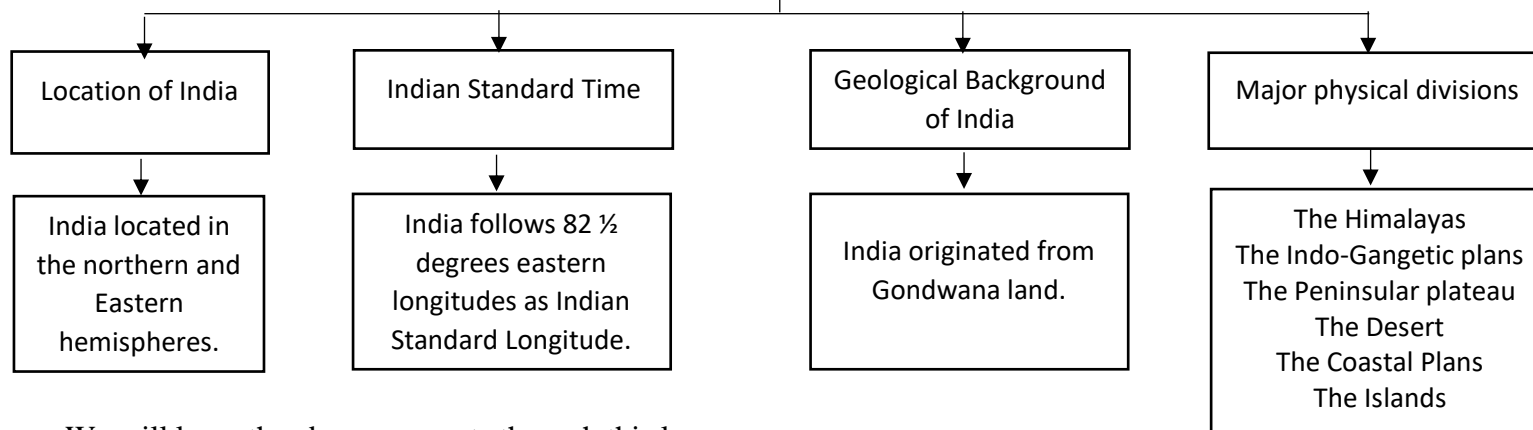 Location of India
India located in
the northern and
Eastern
hemispheres.
Indian Standard Time
India follows 82 ½
degrees eastern
longitudes as Indian
Standard Longitude.
Geological Background
of India
India originated from
Gondwana land.
Major physical divisions
The Himalayas
The Indo-Gangetic plans
The Peninsular plateau
The Desert
The Coastal Plans
The Islands